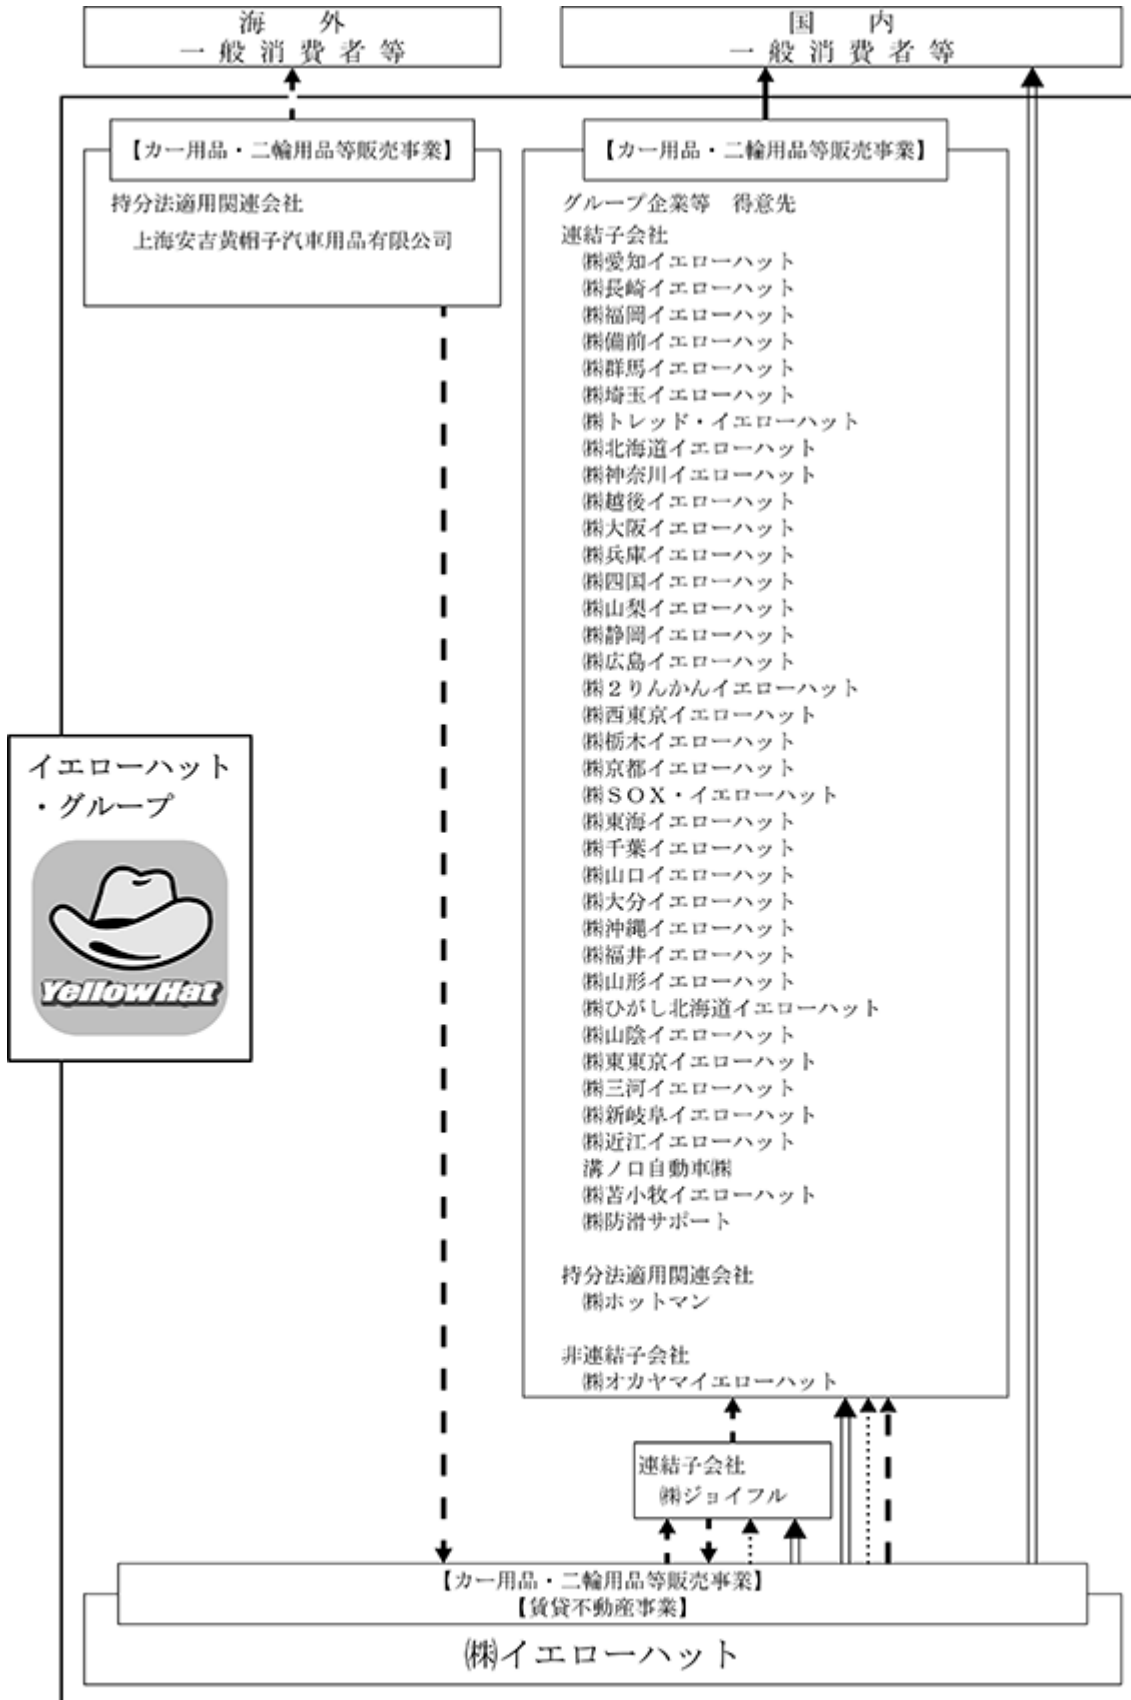 海　外
一般消費者等
国　内
一般消費者等
【カー用品・二輪用品等販売事業】
持分法適用関連会社
上海安吉黄帽子汽車用品有限公司
【カー用品・二輪用品等販売事業】
グループ企業等　得意先
連結子会社
㈱愛知イエローハット
㈱長崎イエローハット
㈱福岡イエローハット
㈱備前イエローハット
㈱群馬イエローハット
㈱埼玉イエローハット
㈱トレッド・イエローハット
㈱北海道イエローハット
㈱神奈川イエローハット
㈱越後イエローハット
㈱大阪イエローハット
㈱兵庫イエローハット
㈱四国イエローハット
㈱山梨イエローハット
㈱静岡イエローハット
㈱広島イエローハット
㈱２りんかんイエローハット
㈱西東京イエローハット
㈱栃木イエローハット
㈱京都イエローハット
㈱ＳＯＸ・イエローハット
㈱東海イエローハット
㈱千葉イエローハット
㈱山口イエローハット
㈱大分イエローハット
㈱沖縄イエローハット
㈱福井イエローハット
㈱山形イエローハット
㈱ひがし北海道イエローハット
㈱山陰イエローハット
㈱東東京イエローハット
㈱三河イエローハット
㈱新岐阜イエローハット
㈱近江イエローハット
溝ノ口自動車㈱
㈱苫小牧イエローハット
㈱防滑サポート
持分法適用関連会社
㈱ホットマン
非連結子会社
㈱オカヤマイエローハット
イエローハット
・グループ
YellowHat
連結子会社
㈱ジョイフル
【カー用品・二輪用品等販売事業】
【賃貸不動産事業】
㈱イエローハット